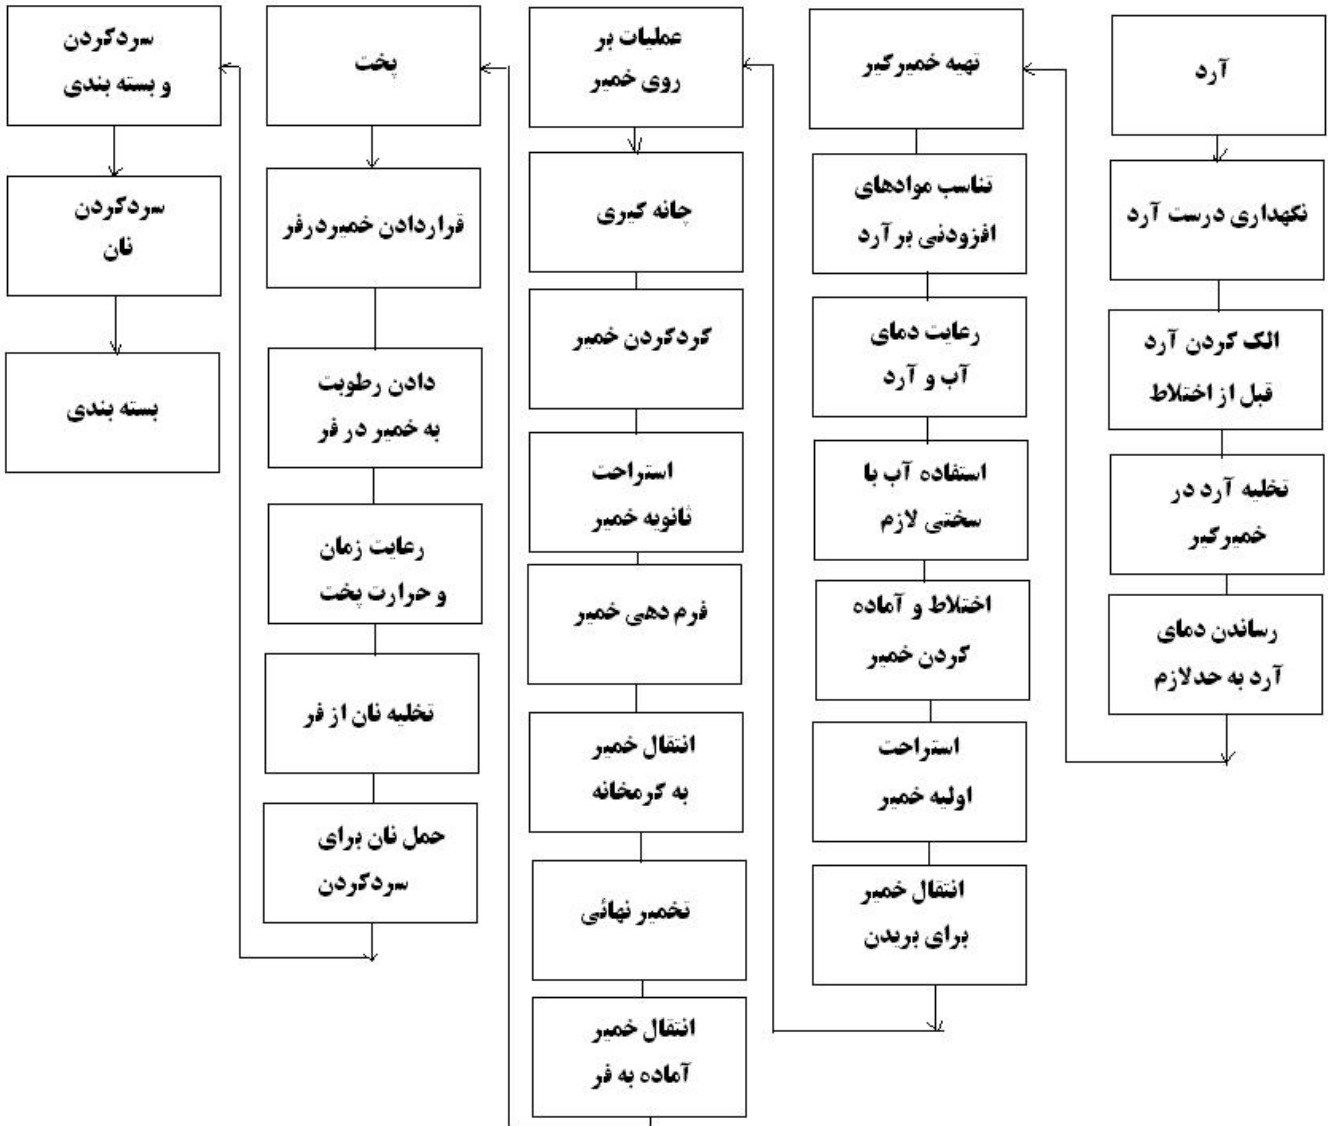 آرد
نگهداری درست آرد
الک کردن آرد
قبل از اختلاط
تخلیه آرد در
خمیرگیر
رساندن دمای
آرد به حدلازم
تهیه خمیرگیر
تناسب موادهای
افزودنی برآرد
رعایت دمای
آب و آرد
استفاده آب با
سختی لازم
اختلاط و آماده
کردن خمیر
استراحت
اولیه خمیر
انتقال خمیر
برای بریدن
عملیات بر
روی خمیر
چانه گیری
گردکردن خمیر
استراحت
ثانویه خمیر
فرم دهی خمیر
انتقال خمیر
به گرمخانه
تخمیر نهائی
انتقال خمیر
آماده به فر
پخت
قراردادن خمیردرفر
دادن رطوبت
به خمیر در فر
رعایت زمان
و حرارت پخت
تخلیه نان از فر
حمل نان برای
سردکردن
سردکردن
و بسته بندی
سردکردن
نان
بسته بندی